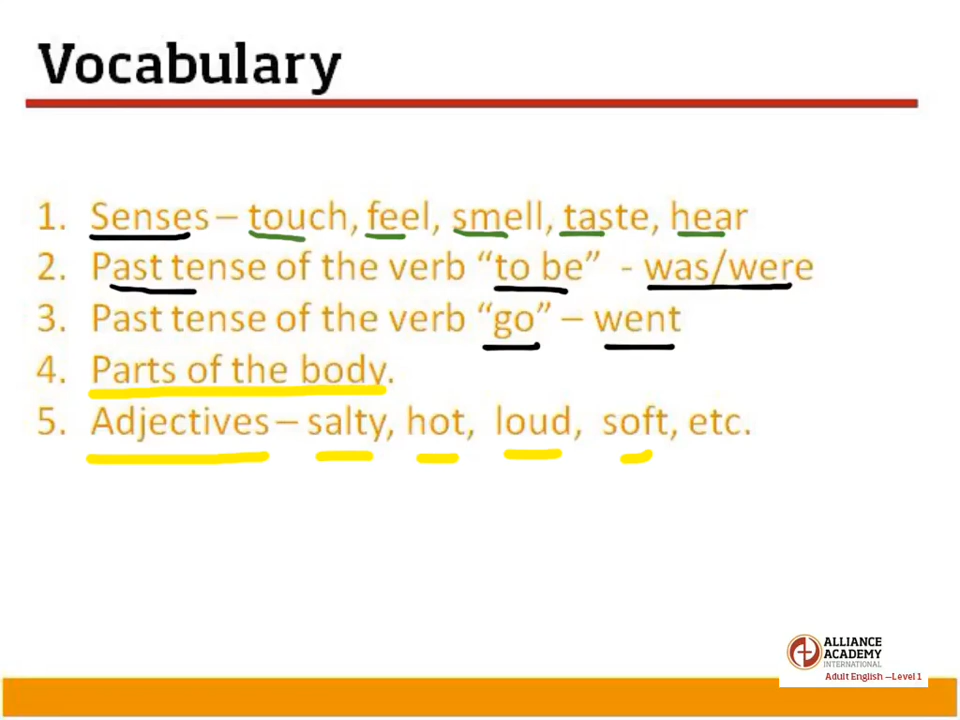 Vocabulary
1. Senses – touch, feel, smell, taste, hear
2. Past tense of the verb “to be” - was/were
3. Past tense of the verb “go” – went
4. Parts of the body.
5. Adjectives – salty, hot, loud, soft, etc.
ALLIANCE
ACADEMY
INTERNATIONAL
Adult English –Level 1